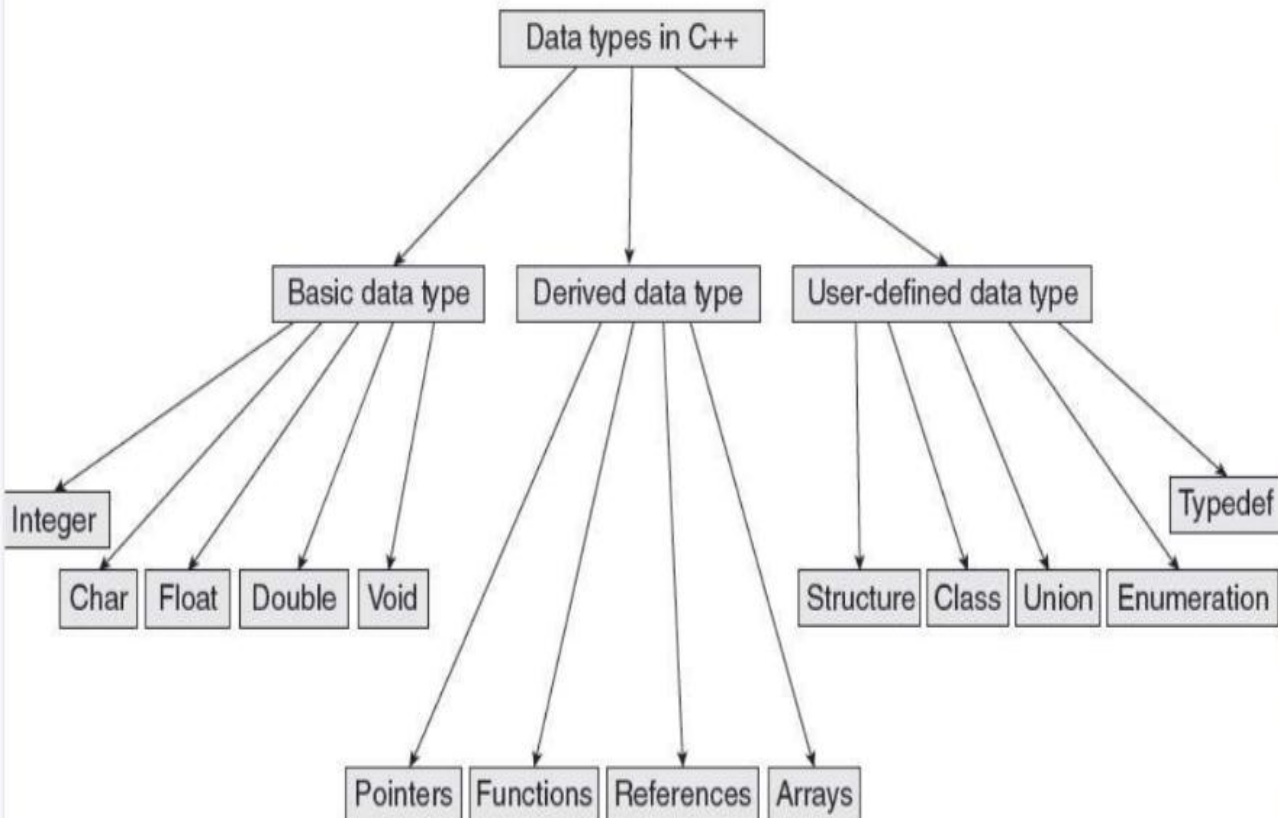 Data types in C++
Basic data type
Derived data type
User-defined data type
Integer
Typedef
Char
Float
Double
Void
Structure
Class
Union
Enumeration
Pointers
Functions
References
Arrays